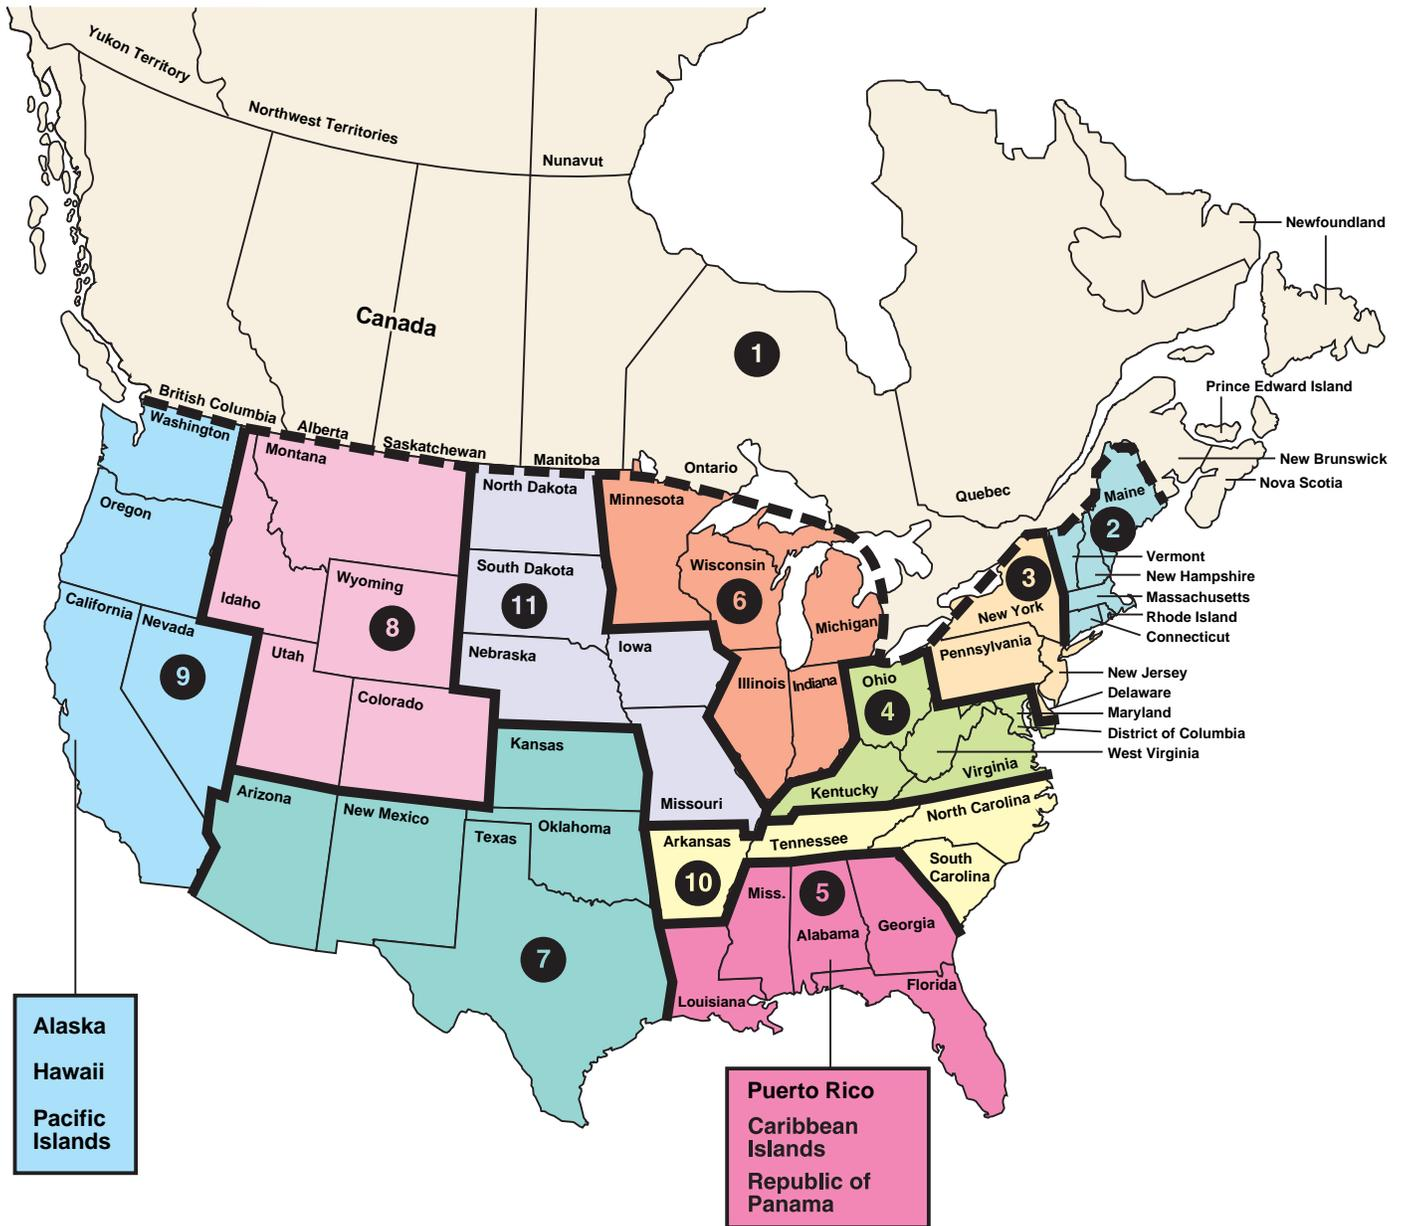 Yukon Territory
Northwest Territories
Nunavut
Newfoundland
Canada
1
Prince Edward Island
British Columbia
Washington
Alberta
Saskatchewan
Manitoba
Ontario
Quebec
New Brunswick
Nova Scotia
Montana
North Dakota
Minnesota
Maine
2
Oregon
Vermont
New Hampshire
Massachusetts
Rhode Island
Connecticut
South Dakota
11
Wisconsin
6
Michigan
3
New York
Pennsylvania
California
Nevada
9
Idaho
Wyoming
8
Utah
Colorado
Nebraska
Iowa
Illinois
Indiana
Ohio
4
New Jersey
Delaware
Maryland
District of Columbia
West Virginia
Kansas
Missouri
Kentucky
Virginia
Arizona
New Mexico
Texas
Oklahoma
Arkansas
10
Tennessee
North Carolina
South
Carolina
Miss.
5
Alabama
Georgia
7
Louisiana
Florida
Alaska
Hawaii
Pacific
Islands
Puerto Rico
Caribbean
Islands
Republic of
Panama